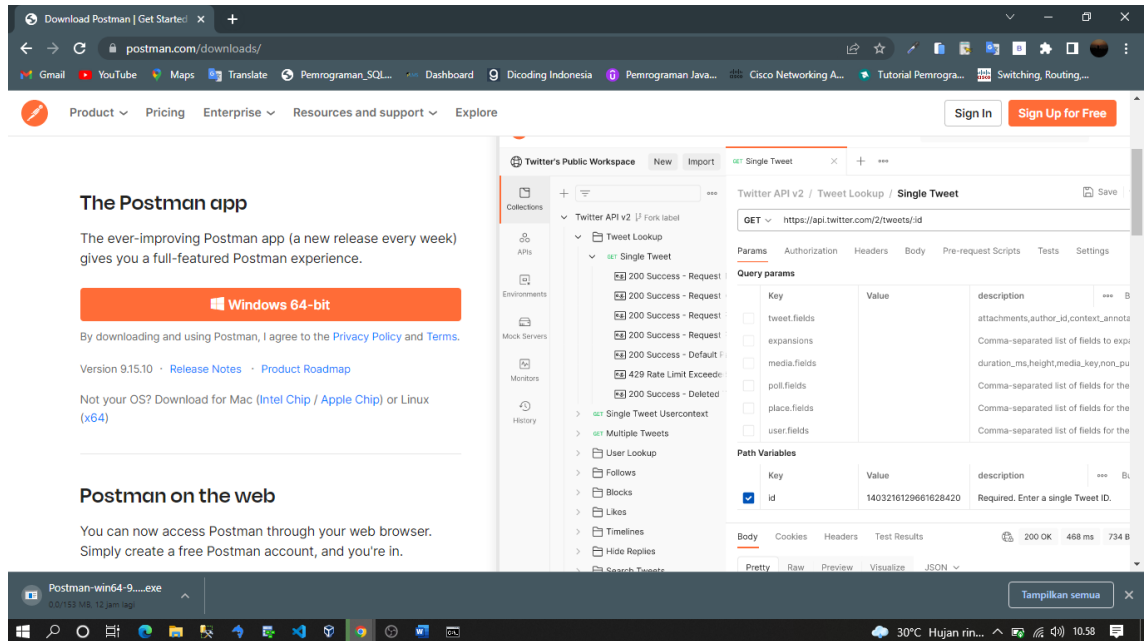 Download Postman | Get Started
postman.com/downloads/
Gmail YouTube Maps Translate Pemrograman_SQL... Dashboard Dicoding Indonesia Pemrograman Java... Cisco Networking A... Tutorial Pemrogra... Switching, Routing,...
Product Pricing Enterprise Resources and support Explore Sign In Sign Up for Free
The Postman app
The ever-improving Postman app (a new release every week)
gives you a full-featured Postman experience.
Windows 64-bit
By downloading and using Postman, I agree to the Privacy Policy and Terms.
Version 9.15.10 · Release Notes · Product Roadmap
Not your OS? Download for Mac (Intel Chip / Apple Chip) or Linux
(x64)
Postman on the web
You can now access Postman through your web browser.
Simply create a free Postman account, and you're in.
Twitter's Public Workspace New Import
Collections
APIs
Environments
Mock Servers
Monitors
History
Twitter API v2 Fork label
Tweet Lookup
GET Single Tweet
200 Success - Request
200 Success - Request
200 Success - Request
200 Success - Request
200 Success - Default
429 Rate Limit Exceede
200 Success - Deleted
GET Single Tweet Usercontext
GET Multiple Tweets
User Lookup
Follows
Blocks
Likes
Timelines
Hide Replies
Search Tweets
GET Single Tweet
Twitter API v2 / Tweet Lookup / Single Tweet Save
GET https://api.twitter.com/2/tweets/:id
Params Authorization Headers Body Pre-request Scripts Tests Settings
Query params
Key Value description
tweet.fields attachments,author_id,context_annota
expansions Comma-separated list of fields to expa
media.fields duration_ms,height,media_key,non_pu
poll.fields Comma-separated list of fields for the
place.fields Comma-separated list of fields for the
user.fields Comma-separated list of fields for the
Path Variables
Key Value description
id 1403216129661628420 Required. Enter a single Tweet ID.
Body Cookies Headers Test Results 200 OK 468 ms 734 B
Pretty Raw Preview Visualize JSON
Postman-win64-9.....exe
0,0/153 MB, 12 jam lagi
Tampilkan semua
30°C Hujan rin... 10.58